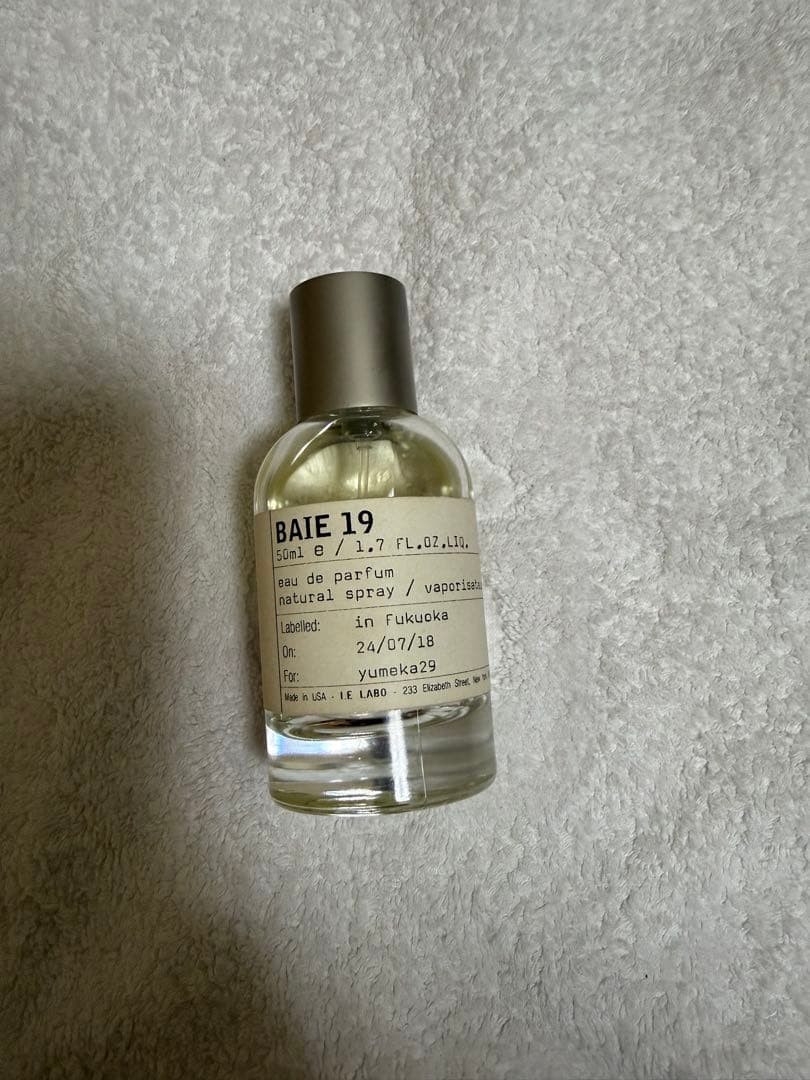 BAIE 19
50ml e / 1.7 FL.OZ.LIQ.
eau de parfum
natural spray / vaporisate
Labelled: in Fukuoka
On: 24/07/18
For: yumeka29
Made in USA - LE LABO - 233 Elizabeth Street, New York